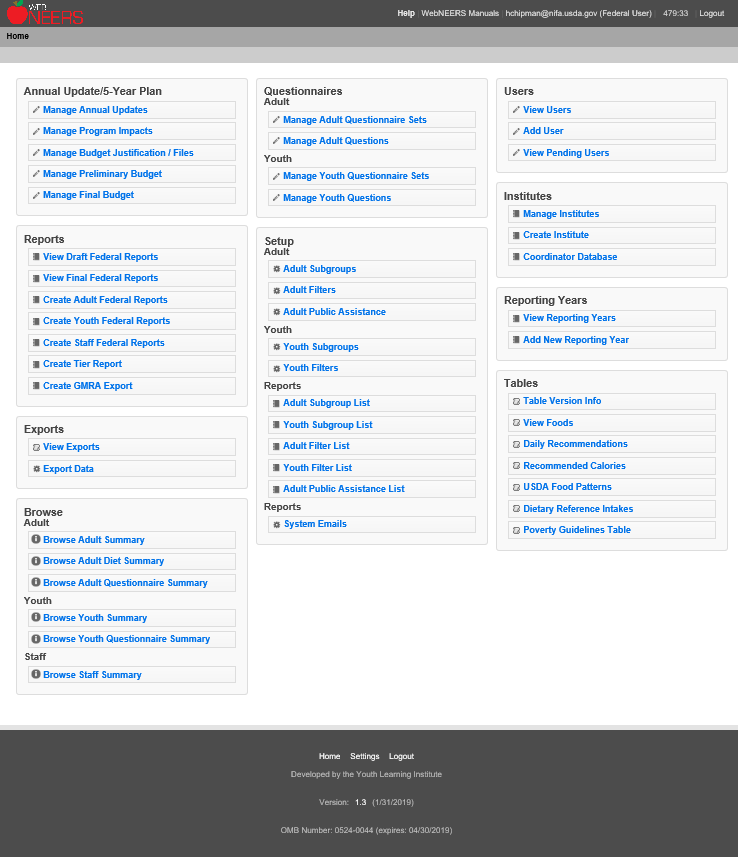 WEB
NEERS
Help WebNEERS Manuals hchipman@nifa.usda.gov (Federal User) 479:33 Logout
Home
Annual Update/5-Year Plan
Manage Annual Updates
Manage Program Impacts
Manage Budget Justification / Files
Manage Preliminary Budget
Manage Final Budget
Reports
View Draft Federal Reports
View Final Federal Reports
Create Adult Federal Reports
Create Youth Federal Reports
Create Staff Federal Reports
Create Tier Report
Create GMRA Export
Exports
View Exports
Export Data
Browse
Adult
Browse Adult Summary
Browse Adult Diet Summary
Browse Adult Questionnaire Summary
Youth
Browse Youth Summary
Browse Youth Questionnaire Summary
Staff
Browse Staff Summary
Questionnaires
Adult
Manage Adult Questionnaire Sets
Manage Adult Questions
Youth
Manage Youth Questionnaire Sets
Manage Youth Questions
Setup
Adult
Adult Subgroups
Adult Filters
Adult Public Assistance
Youth
Youth Subgroups
Youth Filters
Reports
Adult Subgroup List
Youth Subgroup List
Adult Filter List
Youth Filter List
Adult Public Assistance List
Reports
System Emails
Users
View Users
Add User
View Pending Users
Institutes
Manage Institutes
Create Institute
Coordinator Database
Reporting Years
View Reporting Years
Add New Reporting Year
Tables
Table Version Info
View Foods
Daily Recommendations
Recommended Calories
USDA Food Patterns
Dietary Reference Intakes
Poverty Guidelines Table
Home Settings Logout
Developed by the Youth Learning Institute
Version: 1.3 (1/31/2019)
OMB Number: 0524-0044 (expires: 04/30/2019)